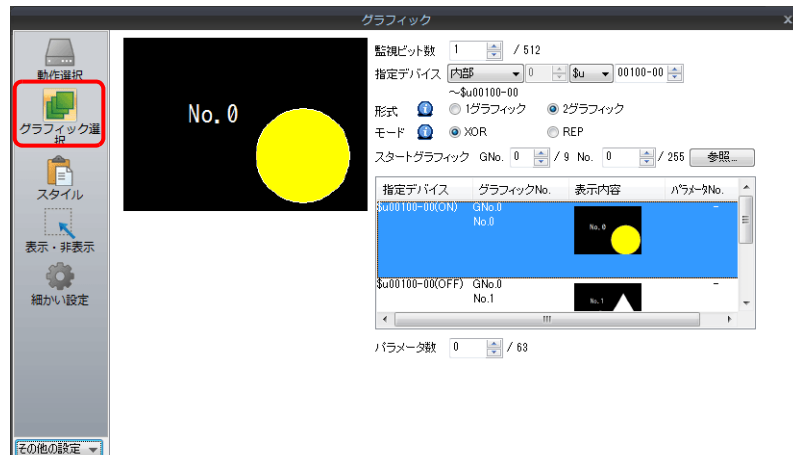 グラフィック
x
動作選択
グラフィック選
択
スタイル
表示・非表示
細かい設定
その他の設定
No.0
監視ビット数 1 / 512
指定デバイス 内部 0 $u 00100-00
～$u00100-00
形式 1グラフィック 2グラフィック
モード XOR REP
スタートグラフィック GNo. 0 / 9 No. 0 / 255 参照...
指定デバイス グラフィックNo. 表示内容 パラメータNo.
$u00100-00(ON) GNo.0 -
No.0
No.0
$u00100-00(OFF) GNo.0 -
No.1
No.1
パラメータ数 0 / 63